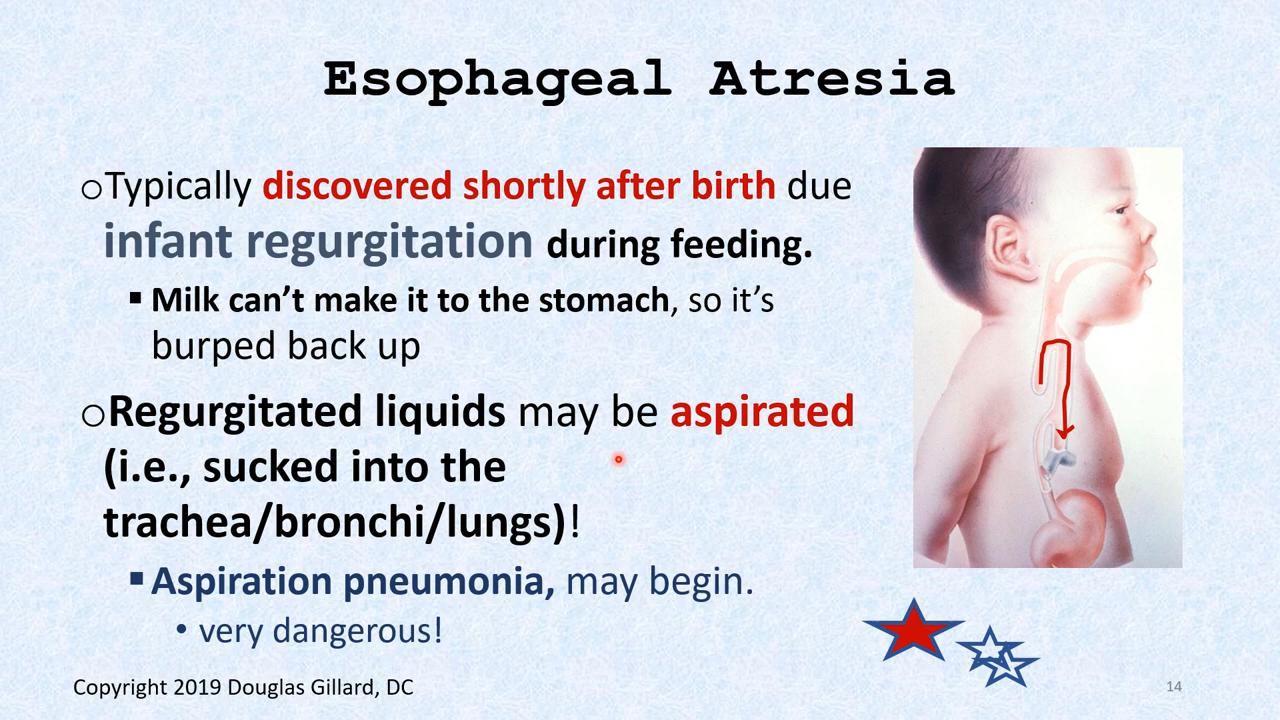 Esophageal Atresia
oTypically discovered shortly after birth due
infant regurgitation during feeding.
▪ Milk can’t make it to the stomach, so it’s
burped back up
oRegurgitated liquids may be aspirated
(i.e., sucked into the
trachea/bronchi/lungs)!
▪ Aspiration pneumonia, may begin.
• very dangerous!
Copyright 2019 Douglas Gillard, DC
14